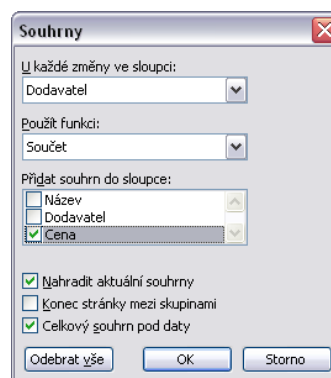 Souhrny
U každé změny ve sloupci:
Dodavatel
Použít funkci:
Součet
Přidat souhrn do sloupce:
Název
Dodavatel
Cena
Nahradit aktuální souhrny
Konec stránky mezi skupinami
Celkový souhrn pod daty
Odebrat vše OK Storno